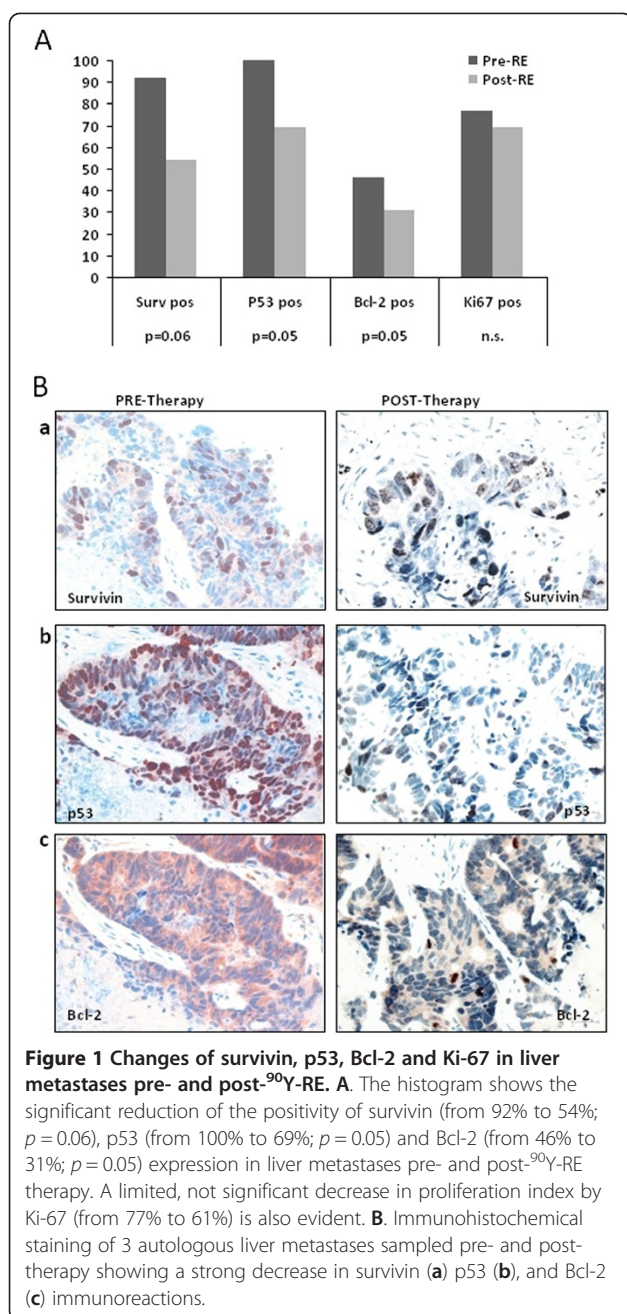 A
100
90
80
70
60
50
40
30
20
10
0
Pre-RE
Post-RE
Surv pos P53 pos Bcl-2 pos Ki67 pos
p=0.06 p=0.05 p=0.05 n.s.
B
PRE-Therapy POST-Therapy
a
Survivin Survivin
b
p53 p53
c
Bcl-2 Bcl-2
Figure 1 Changes of survivin, p53, Bcl-2 and Ki-67 in liver
metastases pre- and post-⁹⁰Y-RE. A. The histogram shows the
significant reduction of the positivity of survivin (from 92% to 54%;
p = 0.06), p53 (from 100% to 69%; p = 0.05) and Bcl-2 (from 46% to
31%; p = 0.05) expression in liver metastases pre- and post-⁹⁰Y-RE
therapy. A limited, not significant decrease in proliferation index by
Ki-67 (from 77% to 61%) is also evident. B. Immunohistochemical
staining of 3 autologous liver metastases sampled pre- and post-
therapy showing a strong decrease in survivin (a) p53 (b), and Bcl-2
(c) immunoreactions.